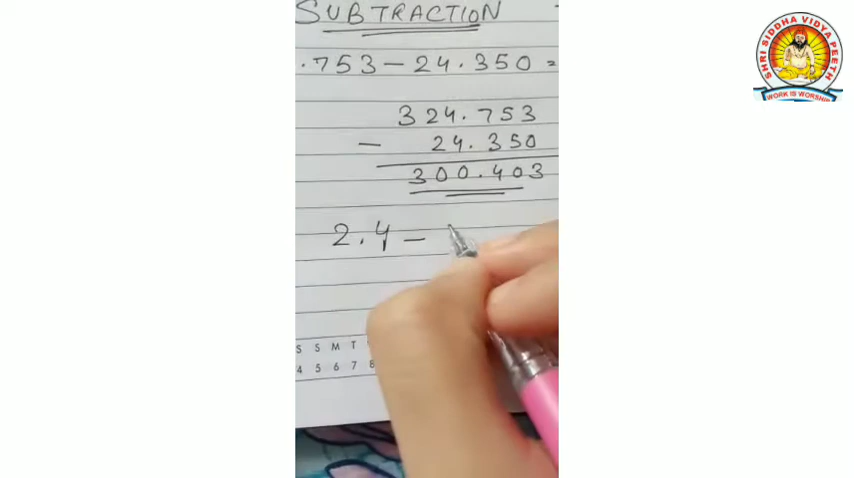 SUBTRACTION
.753 - 24.350 =
324.753
- 24.350
300.403
2.4 -
S S M T
4 5 6 7 8
SHRI SIDDHA VIDYA PEETH
WORK IS WORSHIP